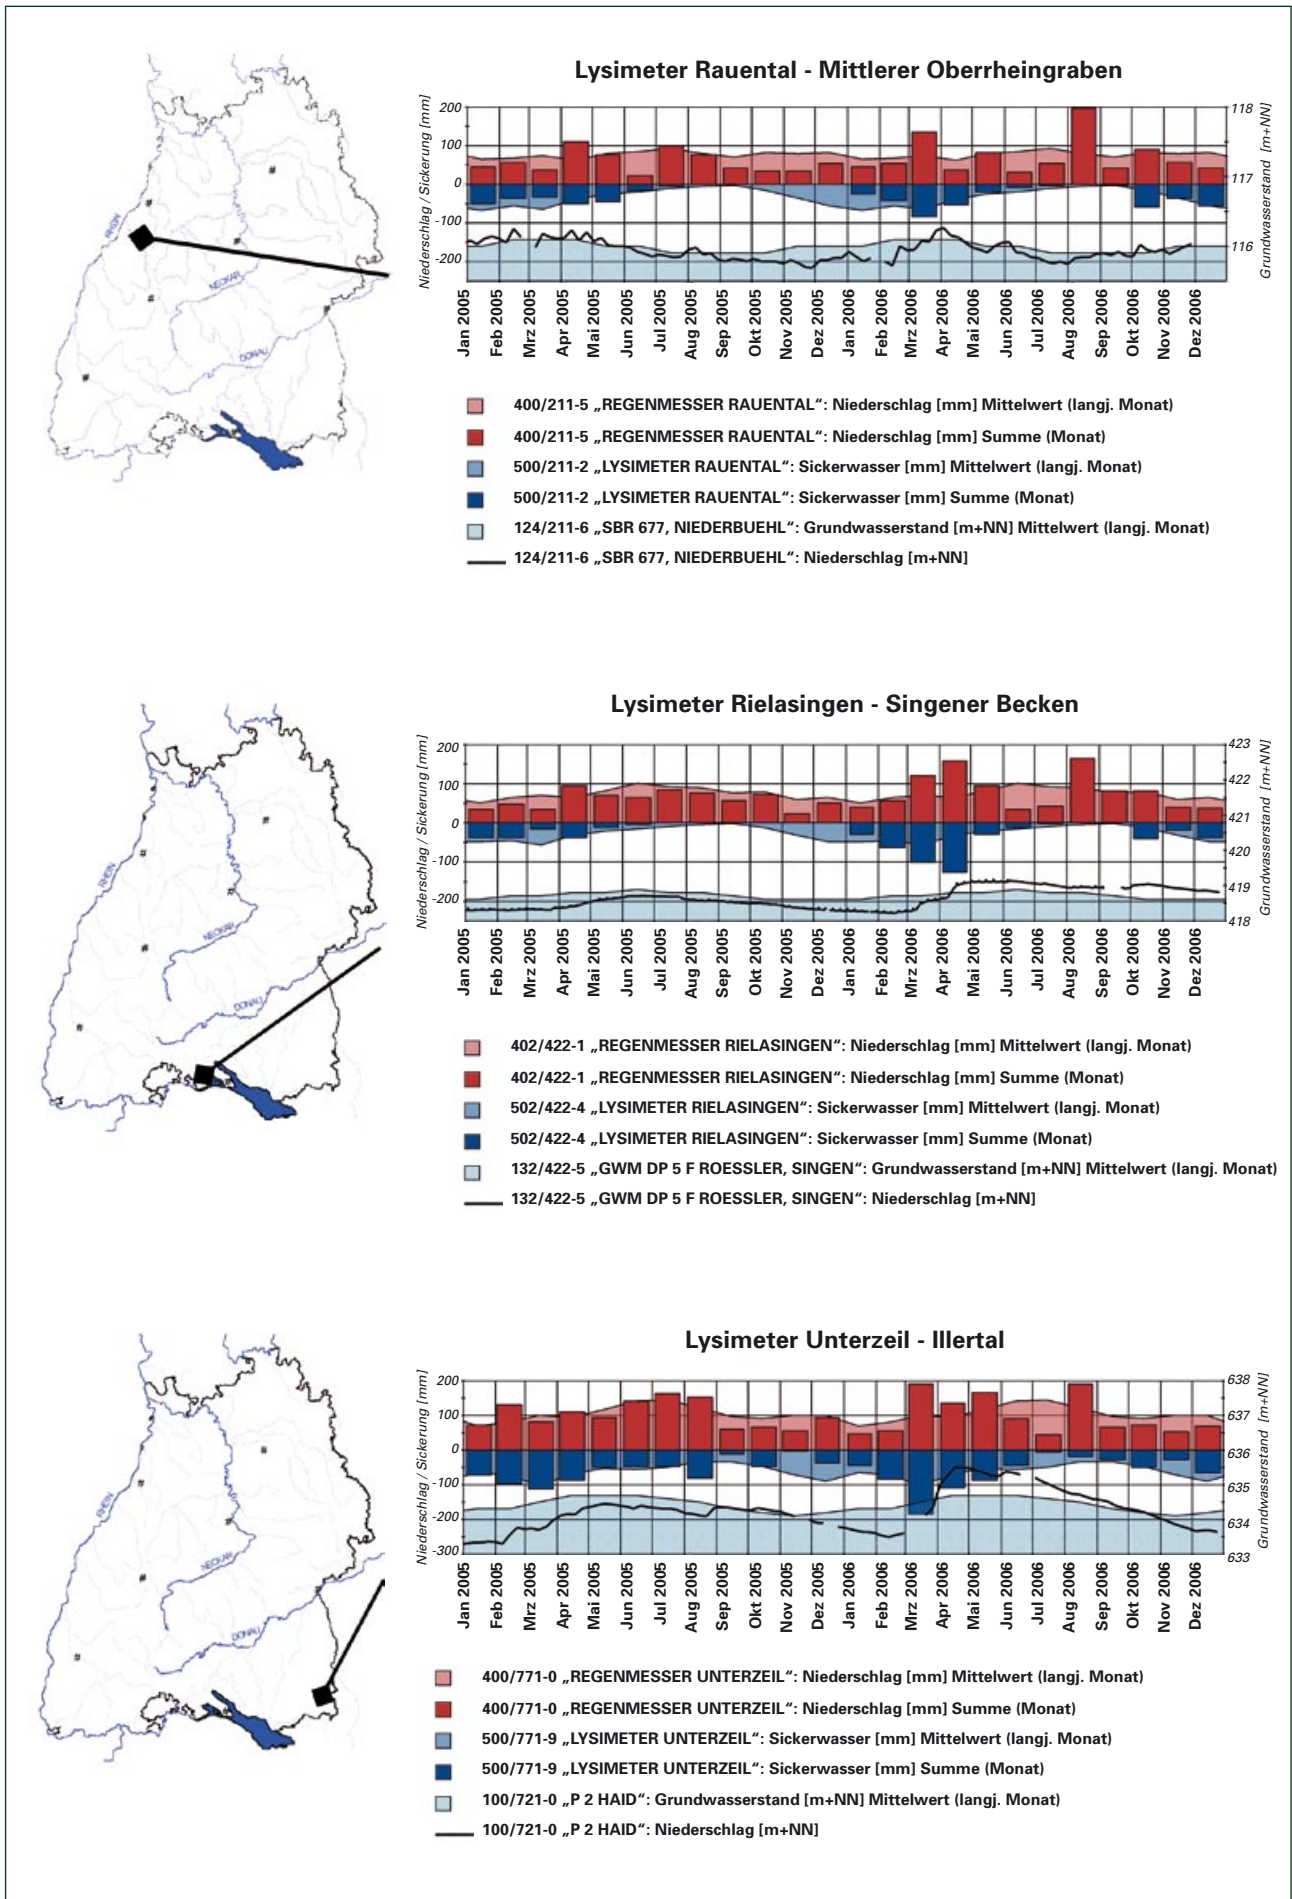 Lysimeter Rauental - Mittlerer Oberrheingraben
Niederschlag / Sickerung [mm]
200
100
0
-100
-200
118
117
116
Grundwasserstand [m+NN]
Jan 2005
Feb 2005
Mrz 2005
Apr 2005
Mai 2005
Jun 2005
Jul 2005
Aug 2005
Sep 2005
Okt 2005
Nov 2005
Dez 2005
Jan 2006
Feb 2006
Mrz 2006
Apr 2006
Mai 2006
Jun 2006
Jul 2006
Aug 2006
Sep 2006
Okt 2006
Nov 2006
Dez 2006
RHEIN
NECKAR
DONAU
400/211-5 „REGENMESSER RAUENTAL“: Niederschlag [mm] Mittelwert (langj. Monat)
400/211-5 „REGENMESSER RAUENTAL“: Niederschlag [mm] Summe (Monat)
500/211-2 „LYSIMETER RAUENTAL“: Sickerwasser [mm] Mittelwert (langj. Monat)
500/211-2 „LYSIMETER RAUENTAL“: Sickerwasser [mm] Summe (Monat)
124/211-6 „SBR 677, NIEDERBUEHL“: Grundwasserstand [m+NN] Mittelwert (langj. Monat)
124/211-6 „SBR 677, NIEDERBUEHL“: Niederschlag [m+NN]
Lysimeter Rielasingen - Singener Becken
Niederschlag / Sickerung [mm]
200
100
0
-100
-200
423
422
421
420
419
418
Grundwasserstand [m+NN]
Jan 2005
Feb 2005
Mrz 2005
Apr 2005
Mai 2005
Jun 2005
Jul 2005
Aug 2005
Sep 2005
Okt 2005
Nov 2005
Dez 2005
Jan 2006
Feb 2006
Mrz 2006
Apr 2006
Mai 2006
Jun 2006
Jul 2006
Aug 2006
Sep 2006
Okt 2006
Nov 2006
Dez 2006
RHEIN
NECKAR
DONAU
402/422-1 „REGENMESSER RIELASINGEN“: Niederschlag [mm] Mittelwert (langj. Monat)
402/422-1 „REGENMESSER RIELASINGEN“: Niederschlag [mm] Summe (Monat)
502/422-4 „LYSIMETER RIELASINGEN“: Sickerwasser [mm] Mittelwert (langj. Monat)
502/422-4 „LYSIMETER RIELASINGEN“: Sickerwasser [mm] Summe (Monat)
132/422-5 „GWM DP 5 F ROESSLER, SINGEN“: Grundwasserstand [m+NN] Mittelwert (langj. Monat)
132/422-5 „GWM DP 5 F ROESSLER, SINGEN“: Niederschlag [m+NN]
Lysimeter Unterzeil - Illertal
Niederschlag / Sickerung [mm]
200
100
0
-100
-200
-300
638
637
636
635
634
633
Grundwasserstand [m+NN]
Jan 2005
Feb 2005
Mrz 2005
Apr 2005
Mai 2005
Jun 2005
Jul 2005
Aug 2005
Sep 2005
Okt 2005
Nov 2005
Dez 2005
Jan 2006
Feb 2006
Mrz 2006
Apr 2006
Mai 2006
Jun 2006
Jul 2006
Aug 2006
Sep 2006
Okt 2006
Nov 2006
Dez 2006
RHEIN
NECKAR
DONAU
400/771-0 „REGENMESSER UNTERZEIL“: Niederschlag [mm] Mittelwert (langj. Monat)
400/771-0 „REGENMESSER UNTERZEIL“: Niederschlag [mm] Summe (Monat)
500/771-9 „LYSIMETER UNTERZEIL“: Sickerwasser [mm] Mittelwert (langj. Monat)
500/771-9 „LYSIMETER UNTERZEIL“: Sickerwasser [mm] Summe (Monat)
100/721-0 „P 2 HAID“: Grundwasserstand [m+NN] Mittelwert (langj. Monat)
100/721-0 „P 2 HAID“: Niederschlag [m+NN]